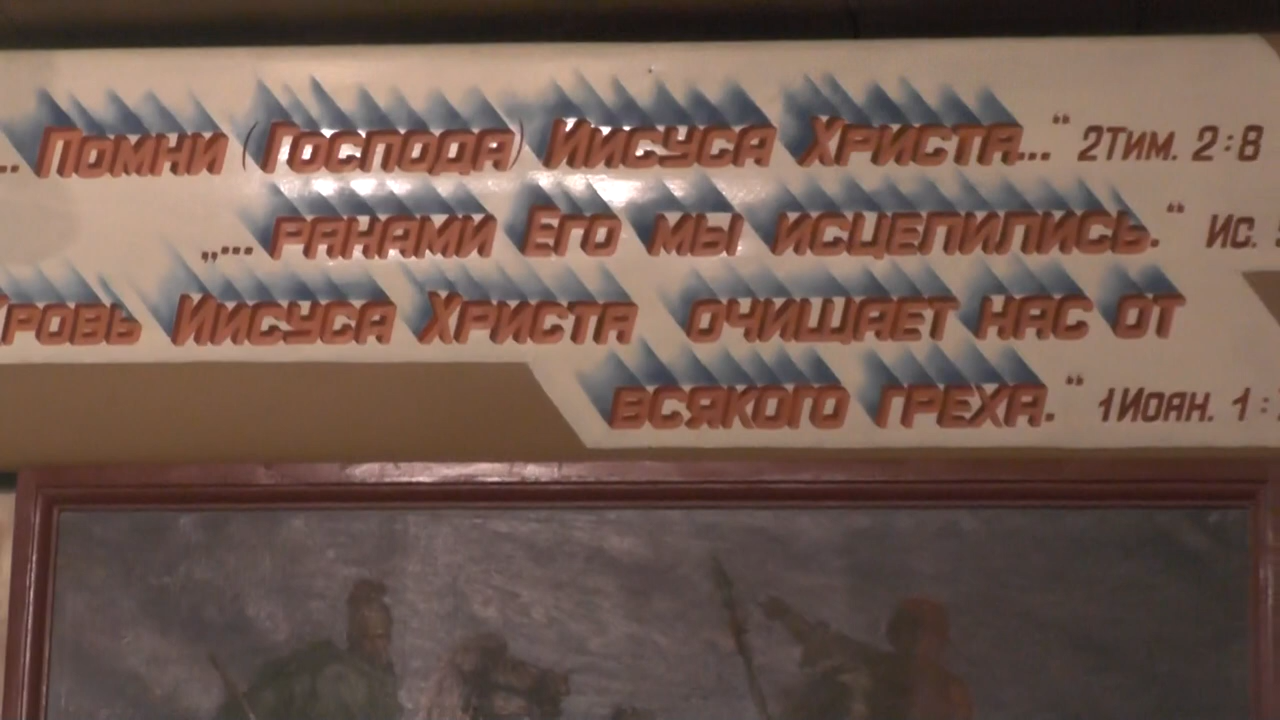 ... Помни (Господа) Иисуса Христа...“ 2Тим. 2:8
„... ранами Его мы исцелились.“ Ис.
Кровь Иисуса Христа очищает нас от
всякого греха.“ 1Иоан. 1: